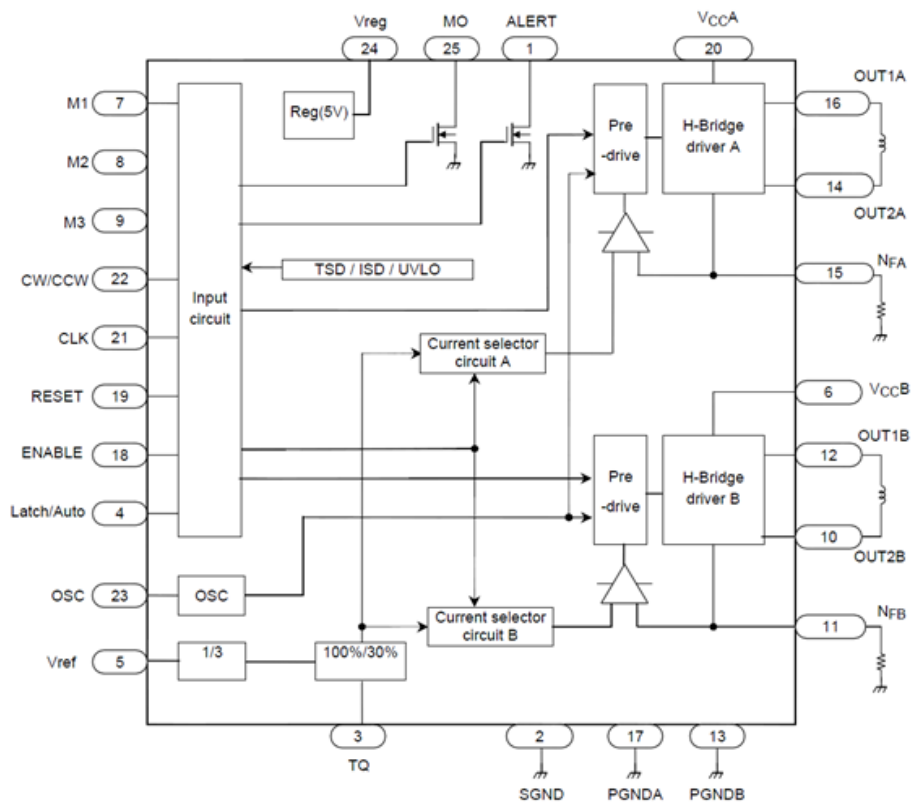 Vreg
MO
ALERT
VCCA
24
25
1
20
OUT1A
M1
7
Reg(5V)
Pre
-drive
H-Bridge
driver A
16
M2
8
14
OUT2A
M3
9
NFA
TSD / ISD / UVLO
15
CW/CCW
22
Input
circuit
CLK
21
Current selector
circuit A
RESET
19
6
VCCB
OUT1B
ENABLE
18
Pre
-drive
H-Bridge
driver B
12
Latch/Auto
4
10
OUT2B
OSC
23
OSC
NFB
Current selector
circuit B
11
Vref
5
1/3
100%/30%
3
2
17
13
TQ
SGND
PGNDA
PGNDB